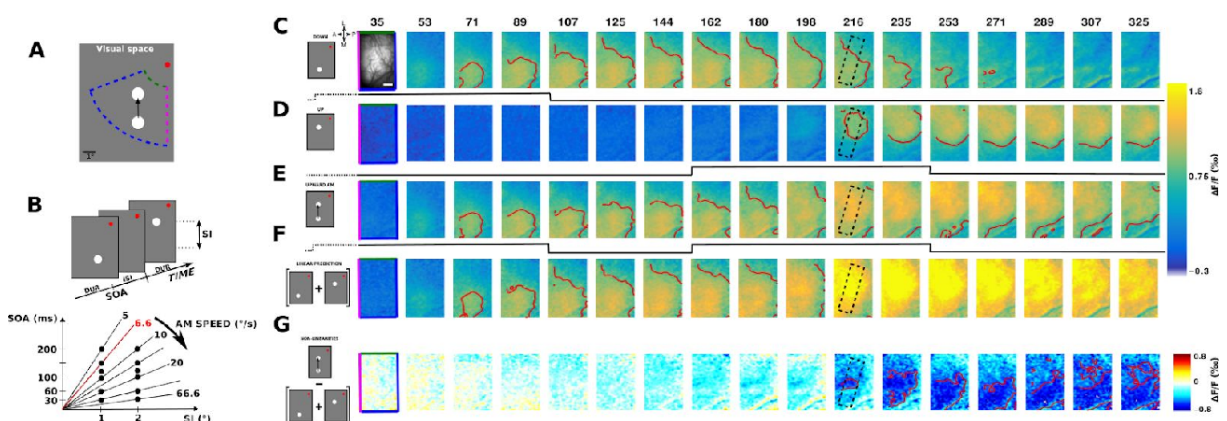 A
Visual space
1°
B
SI
DUR
ISI
DUR
TIME
SOA
SOA (ms)
200
100
60
30
5
6.6
10
20
66.6
AM SPEED (°/s)
1
2
SI (°)
35 53 71 89 107 125 144 162 180 198 216 235 253 271 289 307 325
C
DOWN
L
A P
M
D
UP
E
F
LINEAR PREDICTION
+
G
NON-LINEARITIES
-
+
1.8
0.75
-0.3
ΔF/F (‰)
0.8
0
-0.8
ΔF/F (‰)